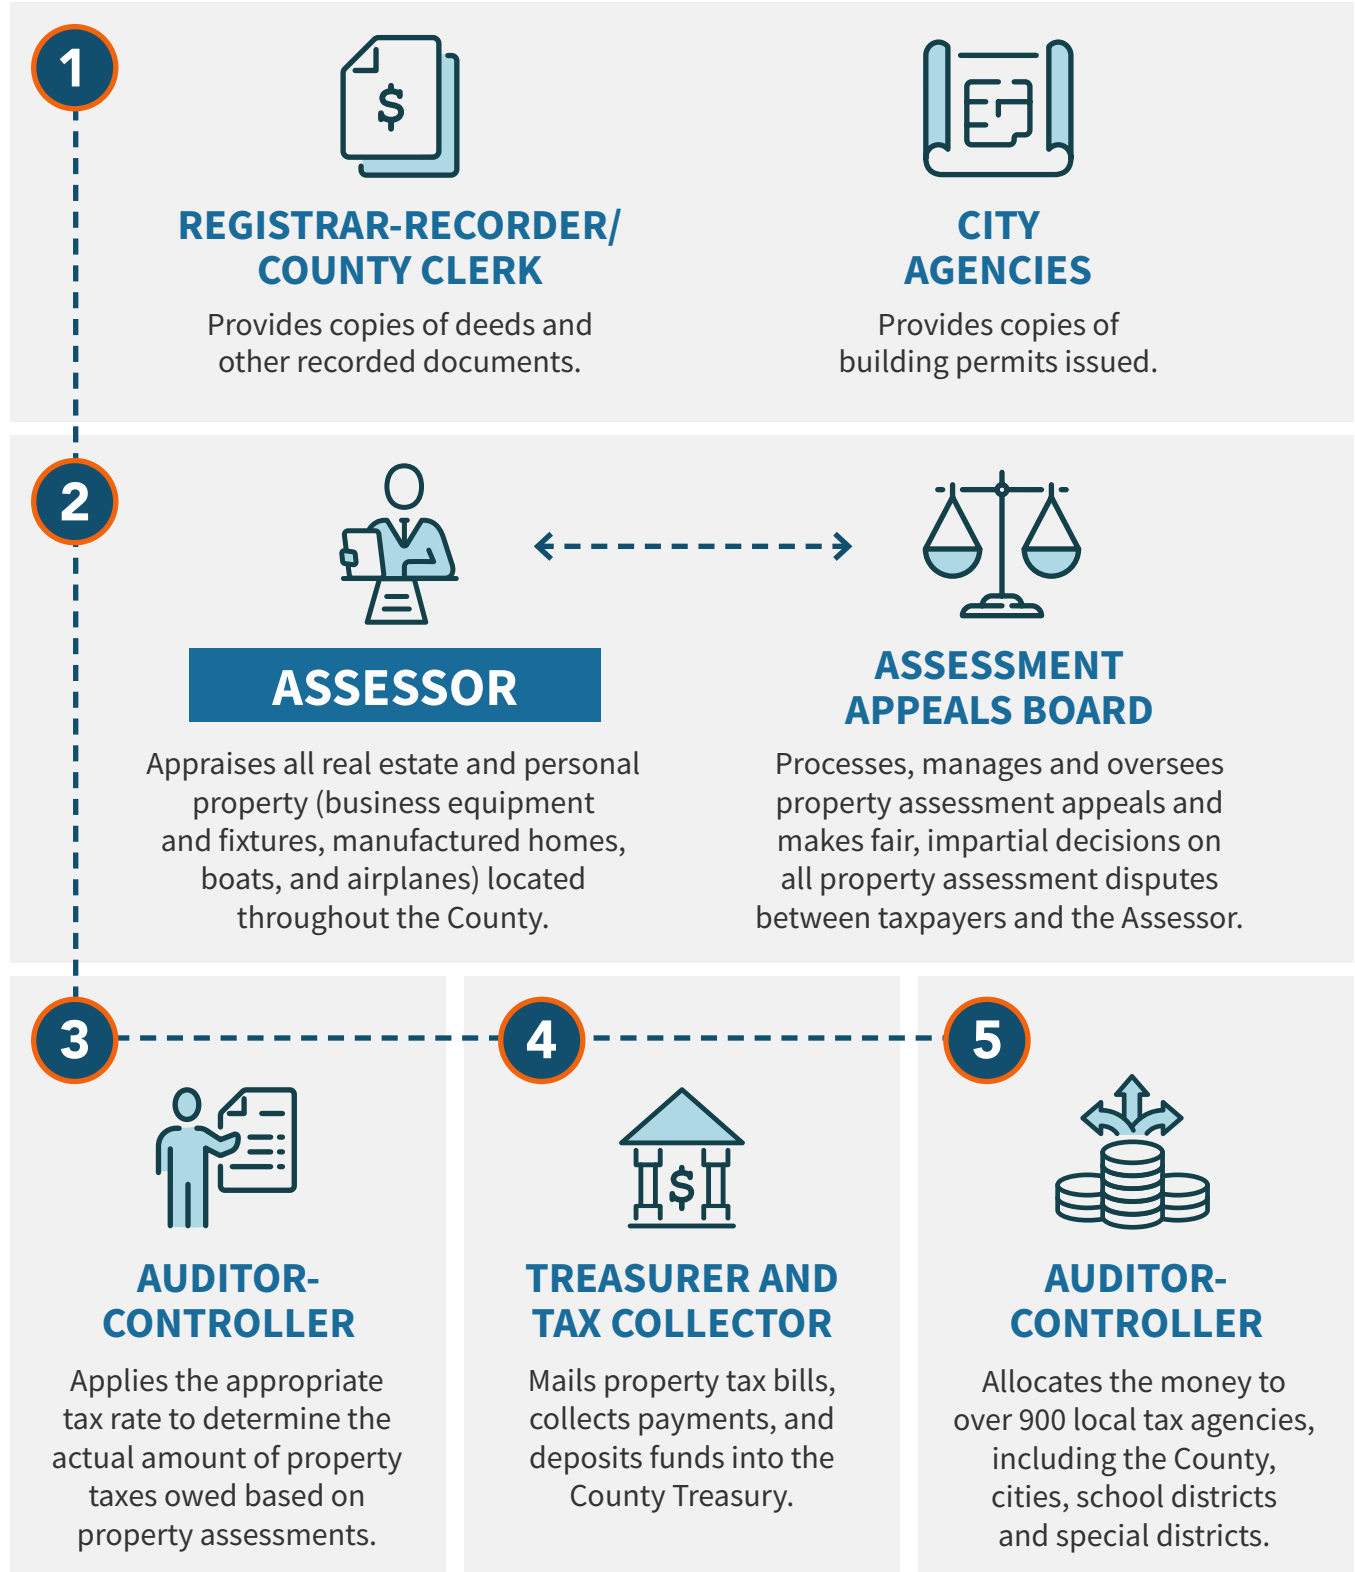 1
REGISTRAR-RECORDER/
COUNTY CLERK
Provides copies of deeds and
other recorded documents.
CITY
AGENCIES
Provides copies of
building permits issued.
2
ASSESSOR
Appraises all real estate and personal
property (business equipment
and fixtures, manufactured homes,
boats, and airplanes) located
throughout the County.
ASSESSMENT
APPEALS BOARD
Processes, manages and oversees
property assessment appeals and
makes fair, impartial decisions on
all property assessment disputes
between taxpayers and the Assessor.
3
AUDITOR-
CONTROLLER
Applies the appropriate
tax rate to determine the
actual amount of property
taxes owed based on
property assessments.
4
TREASURER AND
TAX COLLECTOR
Mails property tax bills,
collects payments, and
deposits funds into the
County Treasury.
5
AUDITOR-
CONTROLLER
Allocates the money to
over 900 local tax agencies,
including the County,
cities, school districts
and special districts.